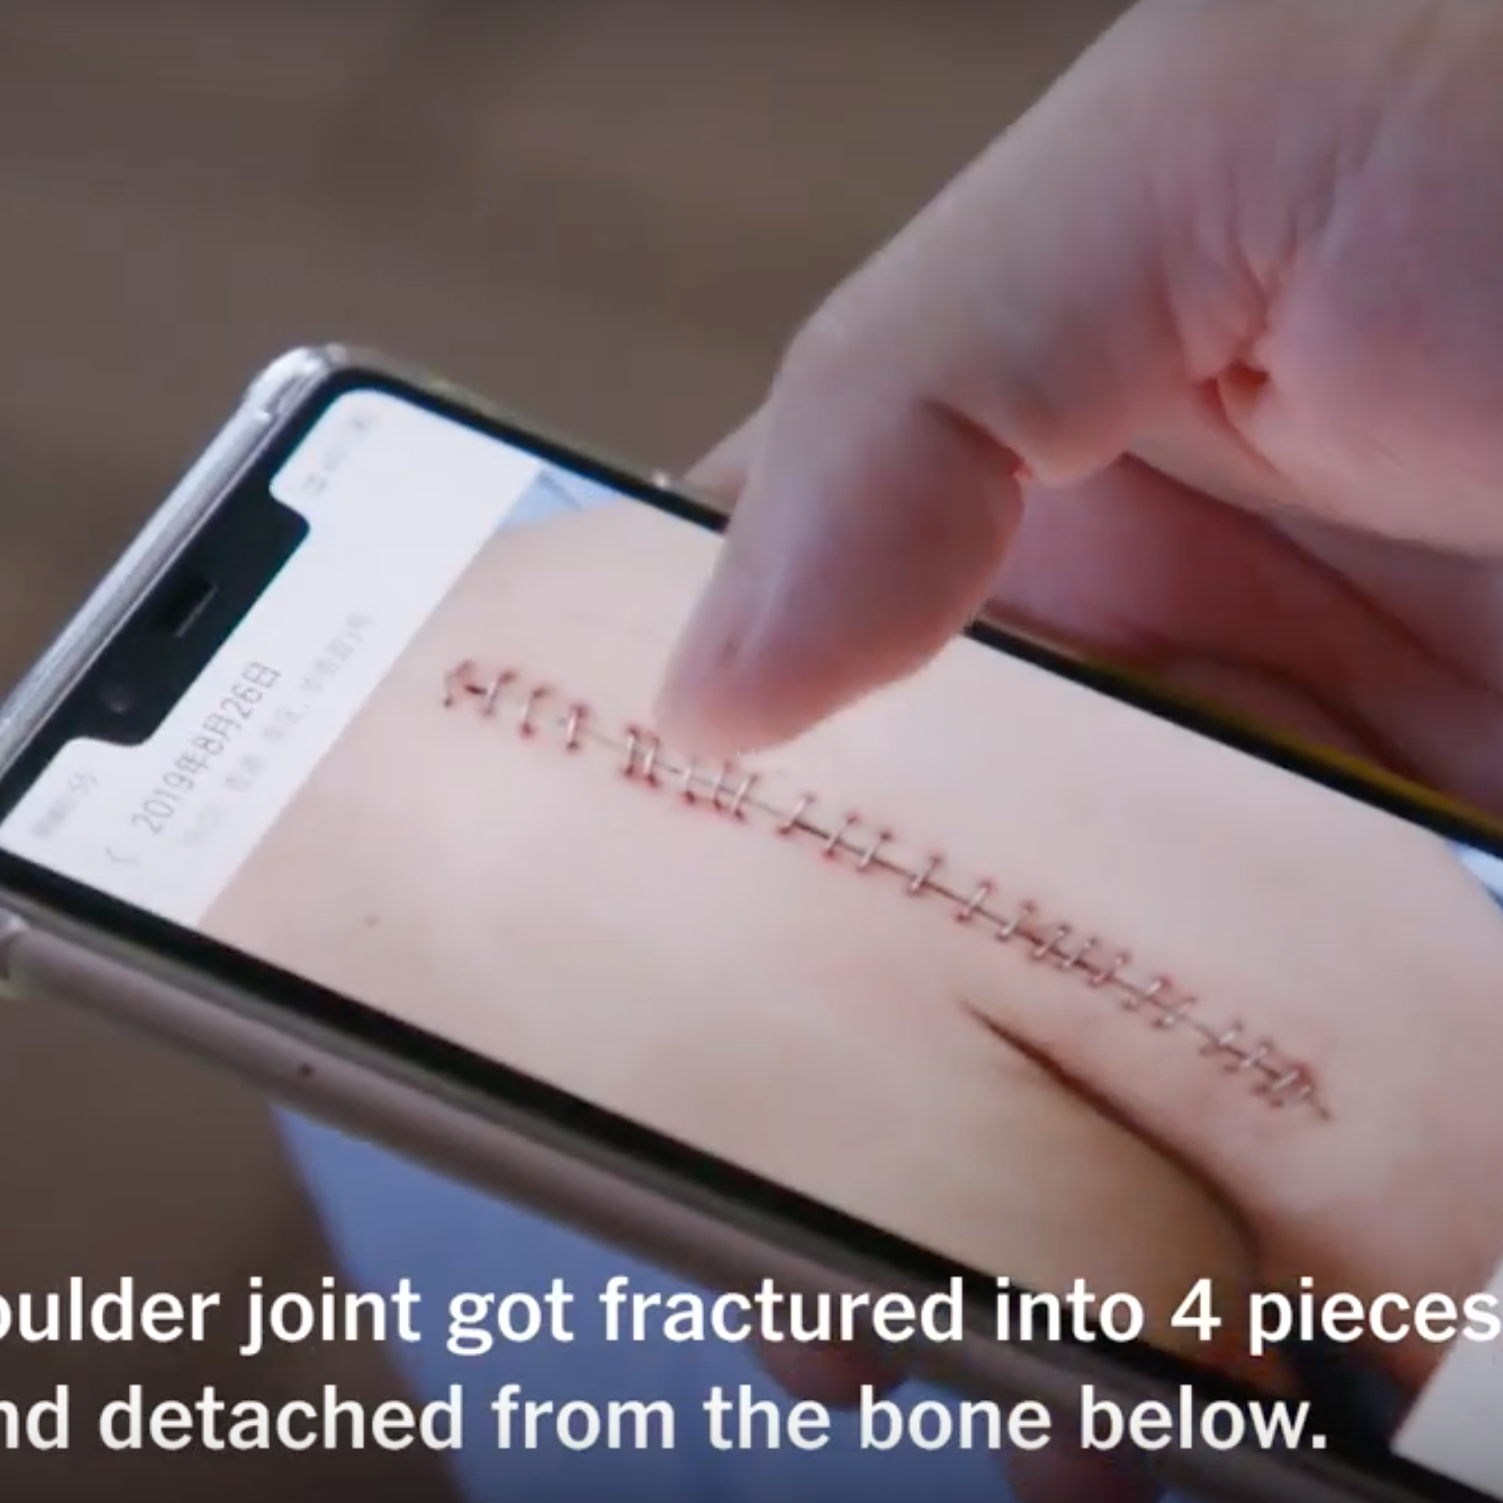 2019年8月26日
oulder joint got fractured into 4 pieces
nd detached from the bone below.